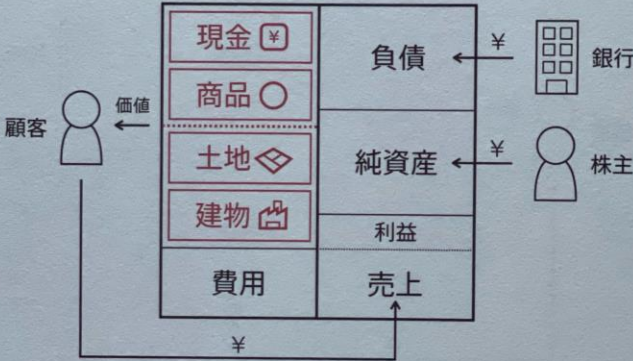 現金 ¥
商品
土地
建物
費用
負債
純資産
利益
売上
顧客
価値
¥
銀行
¥
株主
¥